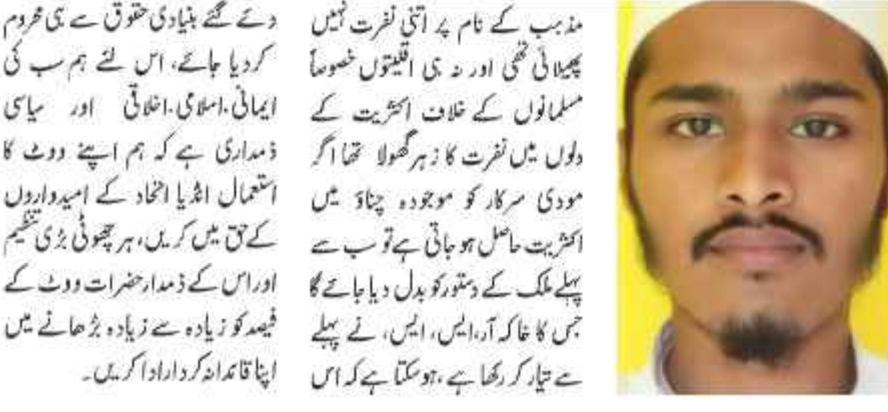 مذہب کے نام پر اتنی نفرت نہیں
پھیلائی تھی اور نہ ہی اقلیتوں خصوصاً
مسلمانوں کے خلاف اکثریت کے
دلوں میں نفرت کا زہر گھولا تھا اگر
مودی سرکار کو موجودہ چناؤ میں
اکثریت حاصل ہو جاتی ہے تو سب سے
پہلے ملک کے دستور کو بدل دیا جائے گا
جس کا خاکہ آر، ایس، ایس، نے پہلے
سے تیار کر رکھا ہے ،ہوسکتا ہے کہ اس
دئے گئے بنیادی حقوق سے ہی محروم
کردیا جائے، اس لئے ہم سب کی
ایمانی۔اسلامی۔اخلاقی اور سیاسی
ذمداری ہے کہ ہم اپنے ووٹ کا
استعمال انڈیا اتحاد کے امیدواروں
کے حق میں کریں، ہر چھوٹی بڑی تنظیم
اور اس کے ذمدار حضرات ووٹ کے
فیصد کو زیادہ سے زیادہ بڑھانے میں
اپنا قائدانہ کردار ادا کریں۔